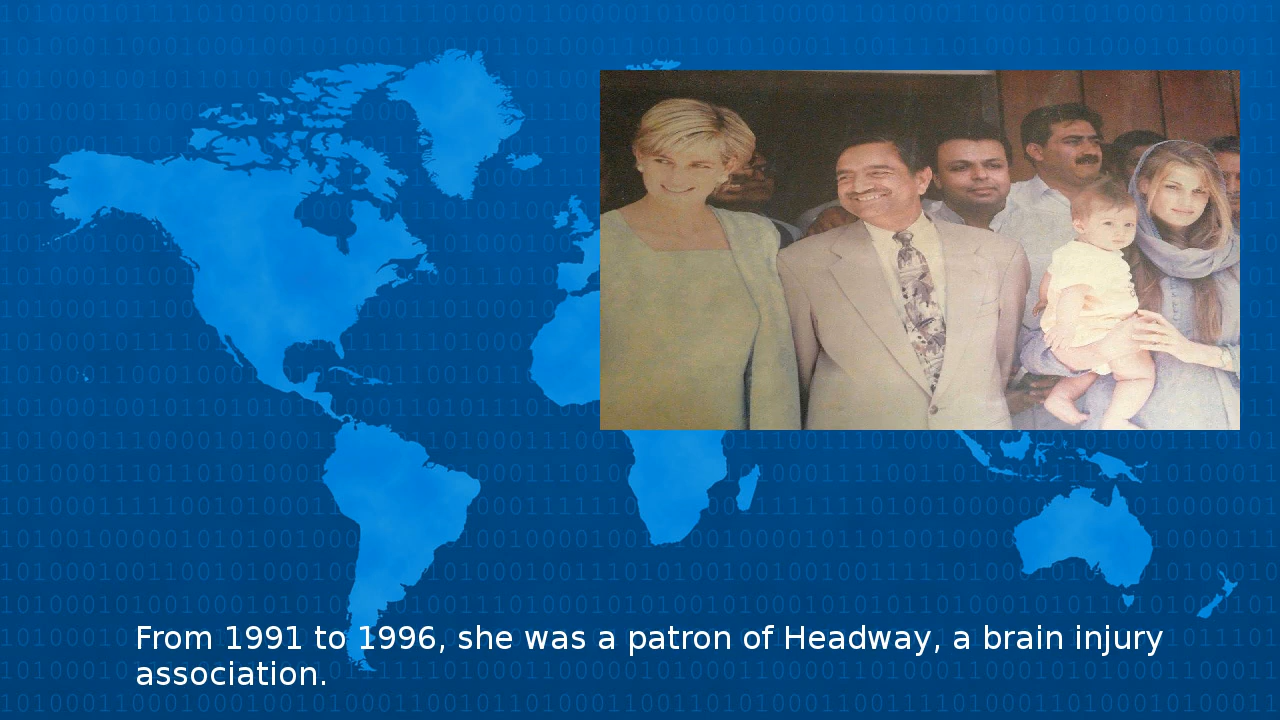 From 1991 to 1996, she was a patron of Headway, a brain injury
association.